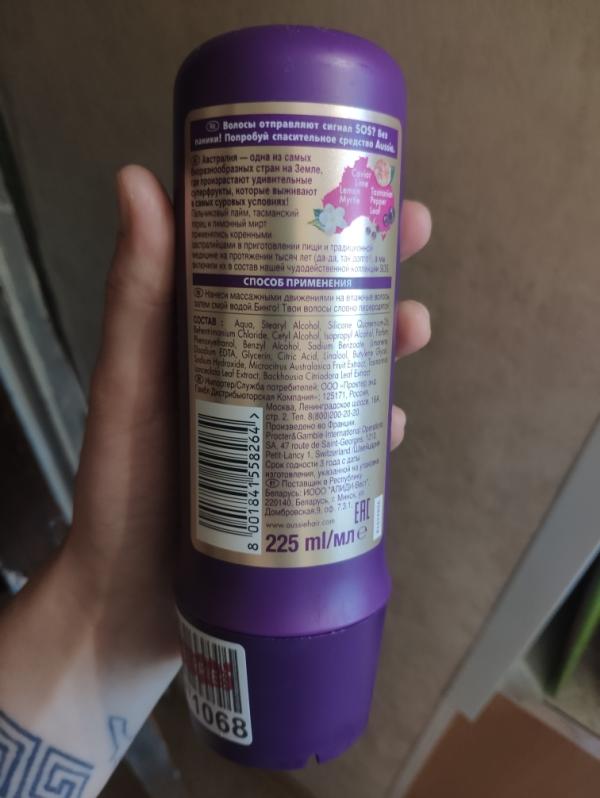 Волосы отправляют сигнал SOS? Без
паники! Попробуй спасительное средство Aussie.
Австралия — одна из самых
биоразнообразных стран на Земле,
где произрастают удивительные
суперфрукты, которые выживают
в самых суровых условиях!
Пальчиковый лайм, тасманский
перец и лимонный мирт
применялись коренными
австралийцами в приготовлении пищи и традиционной
медицине на протяжении тысяч лет (да-да, так долго!), а мы
включили их в состав нашей чудодейственной коллекции SOS
Caviar
Lime
Lemon
Myrtle
Tasmanian
Pepper
Leaf
СПОСОБ ПРИМЕНЕНИЯ
Нанеси массажными движениями на влажные волосы,
затем смой водой. Бинго! Твои волосы словно переродятся!
СОСТАВ : Aqua, Stearyl Alcohol, Silicone Quaternium-26,
Behentrimonium Chloride, Cetyl Alcohol, Isopropyl Alcohol, Parfum,
Phenoxyethanol, Benzyl Alcohol, Sodium Benzoate, Limonene,
Disodium EDTA, Glycerin, Citric Acid, Linalool, Butylene Glycol,
Sodium Hydroxide, Microcitrus Australasica Fruit Extract, Tasmannia
Lanceolata Leaf Extract, Backhousia Citriodora Leaf Extract
Импортер/Служба потребителей: ООО «Проктер энд
Гэмбл Дистрибьюторская Компания»; 125171, Россия,
Москва, Ленинградское шоссе, 16А,
стр. 2. Тел. 8(800)200-20-20.
Произведено во Франции.
Procter&Gamble International Operations
SA, 47 route de Saint-Georges, 1213
Petit-Lancy 1, Switzerland /Швейцария
Срок годности 3 года с даты
изготовления, указанной на упаковке
Поставщик в Республику
Беларусь: ИООО "АЛИДИ-Вест",
220140, Беларусь, г. Минск, ул.
Домбровская,9, оф. 7.3.1. EAC
www.aussiehair.com
8 001841 558264 >
225 ml/мл e
1068